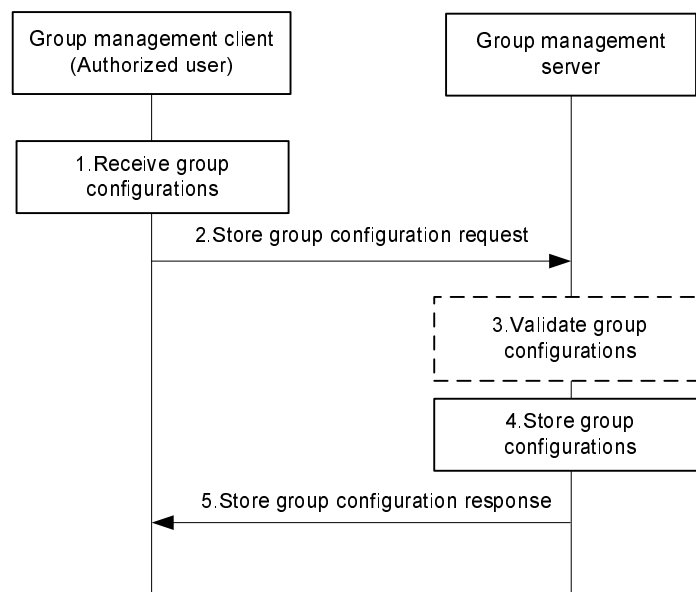 Group management client
(Authorized user)
Group management
server
1.Receive group
configurations
2.Store group configuration request
3.Validate group
configurations
4.Store group
configurations
5.Store group configuration response